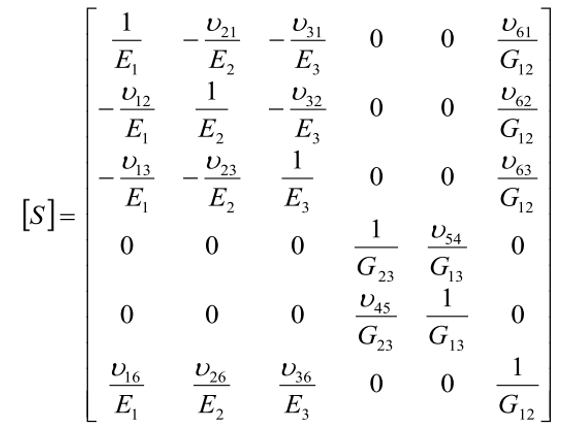 [S] = [ 1/E₁ -υ₂₁/E₂ -υ₃₁/E₃ 0 0 υ₆₁/G₁₂
-υ₁₂/E₁ 1/E₂ -υ₃₂/E₃ 0 0 υ₆₂/G₁₂
-υ₁₃/E₁ -υ₂₃/E₂ 1/E₃ 0 0 υ₆₃/G₁₂
0 0 0 1/G₂₃ υ₅₄/G₁₃ 0
0 0 0 υ₄₅/G₂₃ 1/G₁₃ 0
υ₁₆/E₁ υ₂₆/E₂ υ₃₆/E₃ 0 0 1/G₁₂ ]